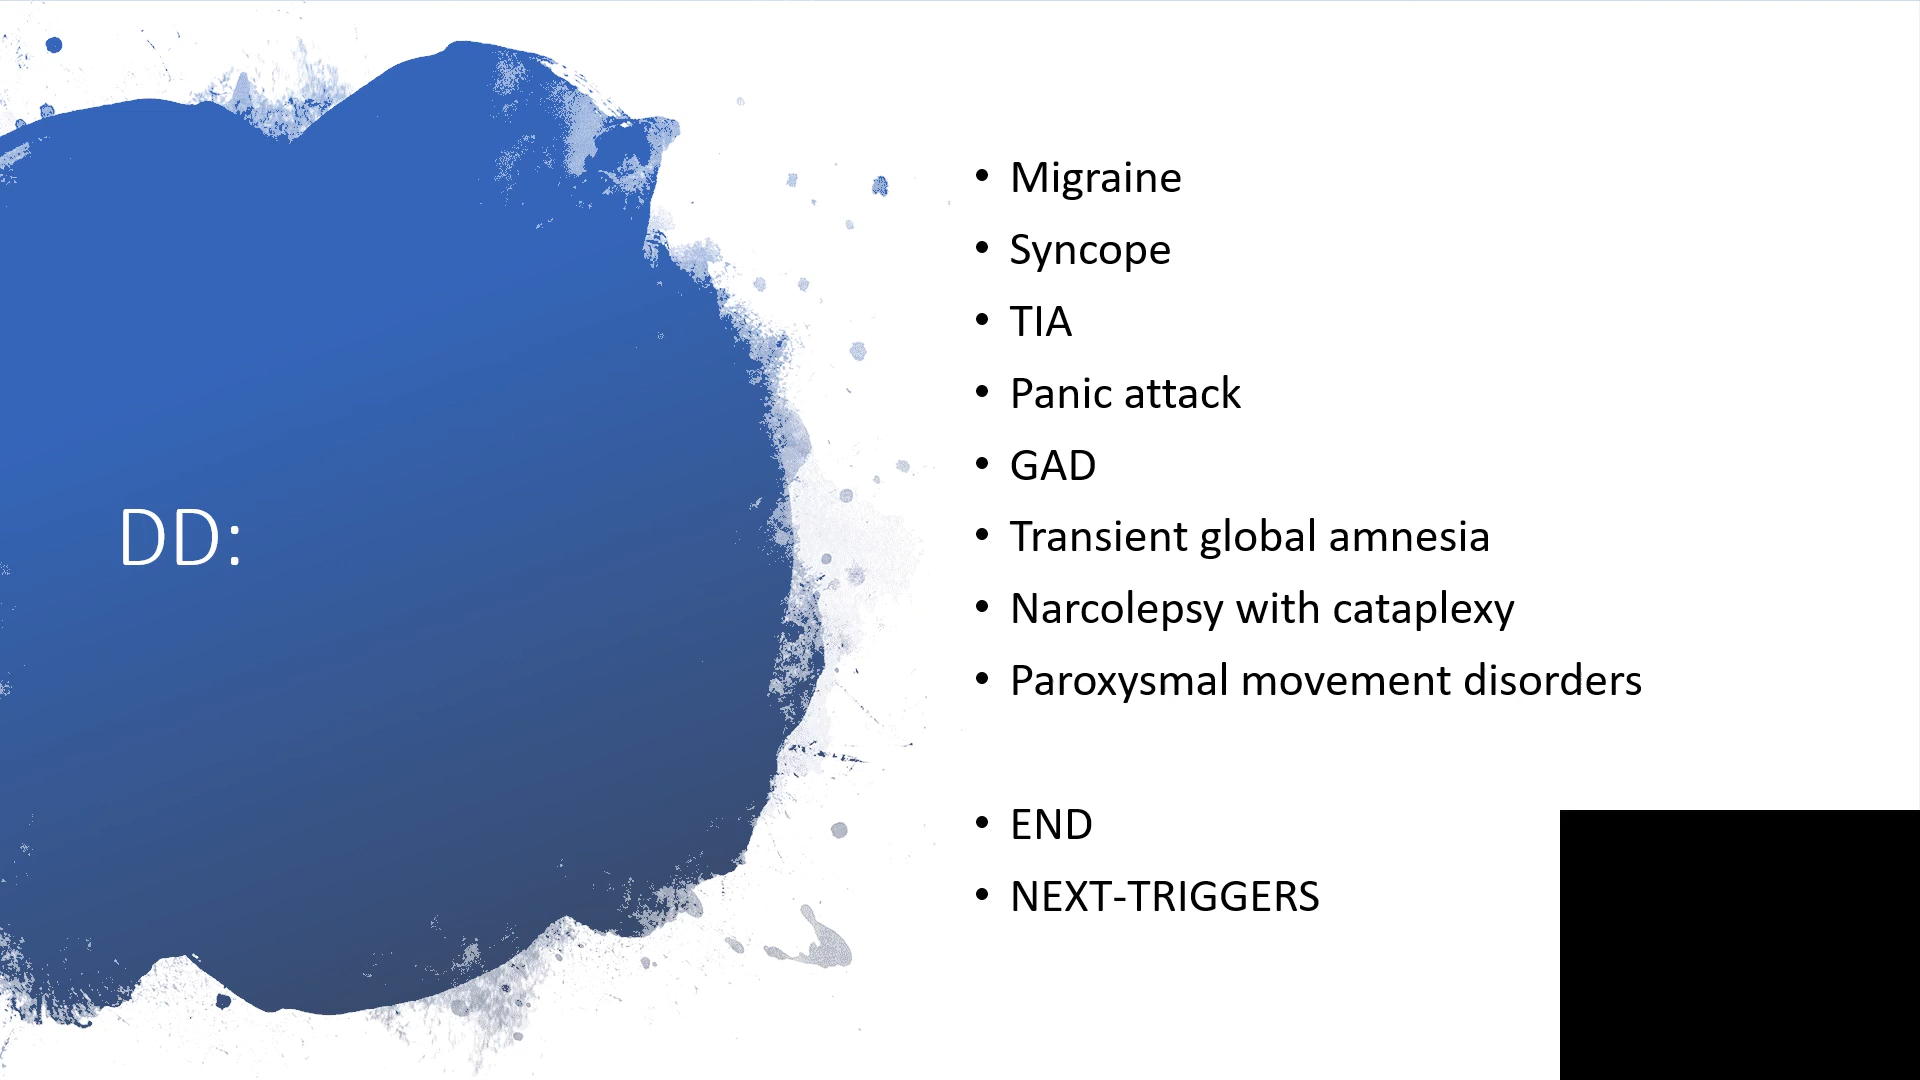 DD:
• Migraine
• Syncope
• TIA
• Panic attack
• GAD
• Transient global amnesia
• Narcolepsy with cataplexy
• Paroxysmal movement disorders
• END
• NEXT-TRIGGERS